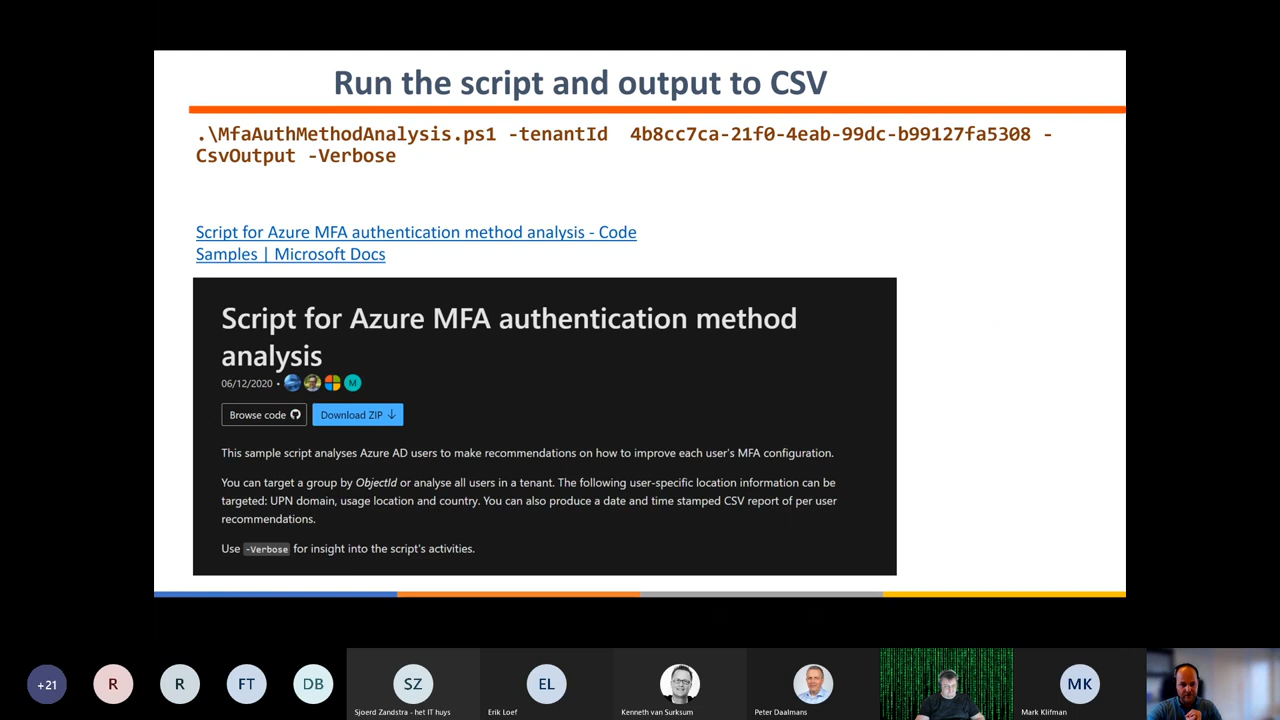 Run the script and output to CSV
.\MfaAuthMethodAnalysis.ps1 -tenantId 4b8cc7ca-21f0-4eab-99dc-b99127fa5308 -
CsvOutput -Verbose
Script for Azure MFA authentication method analysis - Code
Samples | Microsoft Docs
Script for Azure MFA authentication method
analysis
06/12/2020 •
M
Browse code
Download ZIP
This sample script analyses Azure AD users to make recommendations on how to improve each user's MFA configuration.
You can target a group by ObjectId or analyse all users in a tenant. The following user-specific location information can be
targeted: UPN domain, usage location and country. You can also produce a date and time stamped CSV report of per user
recommendations.
Use -Verbose for insight into the script's activities.
+21
R
R
FT
DB
SZ
EL
MK
Sjoerd Zandstra - het IT huys
Erik Loef
Kenneth van Surksum
Peter Daalmans
Mark Klifman